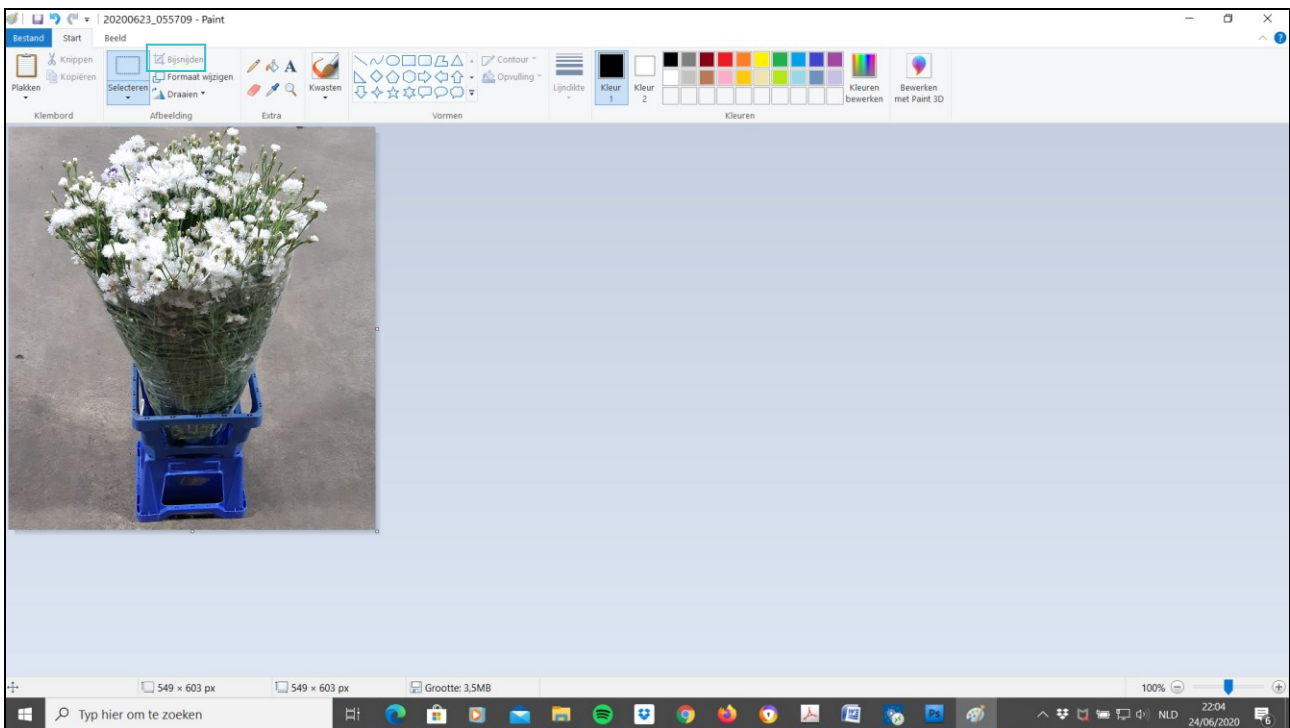 20200623_055709 - Paint
Bestand Start Beeld
Plakken
Knippen
Kopiëren
Klembord
Selecteren
Bijsnijden
Formaat wijzigen
Draaien
Afbeelding
A
Extra
Kwasten
Contour
Opvulling
Vormen
Lijndikte
Kleur 1
Kleur 2
Kleuren bewerken
Kleuren
Bewerken met Paint 3D
549 × 603 px 549 × 603 px Grootte: 3,5MB 100%
Typ hier om te zoeken
Ps
NLD
22:04
24/06/2020
6